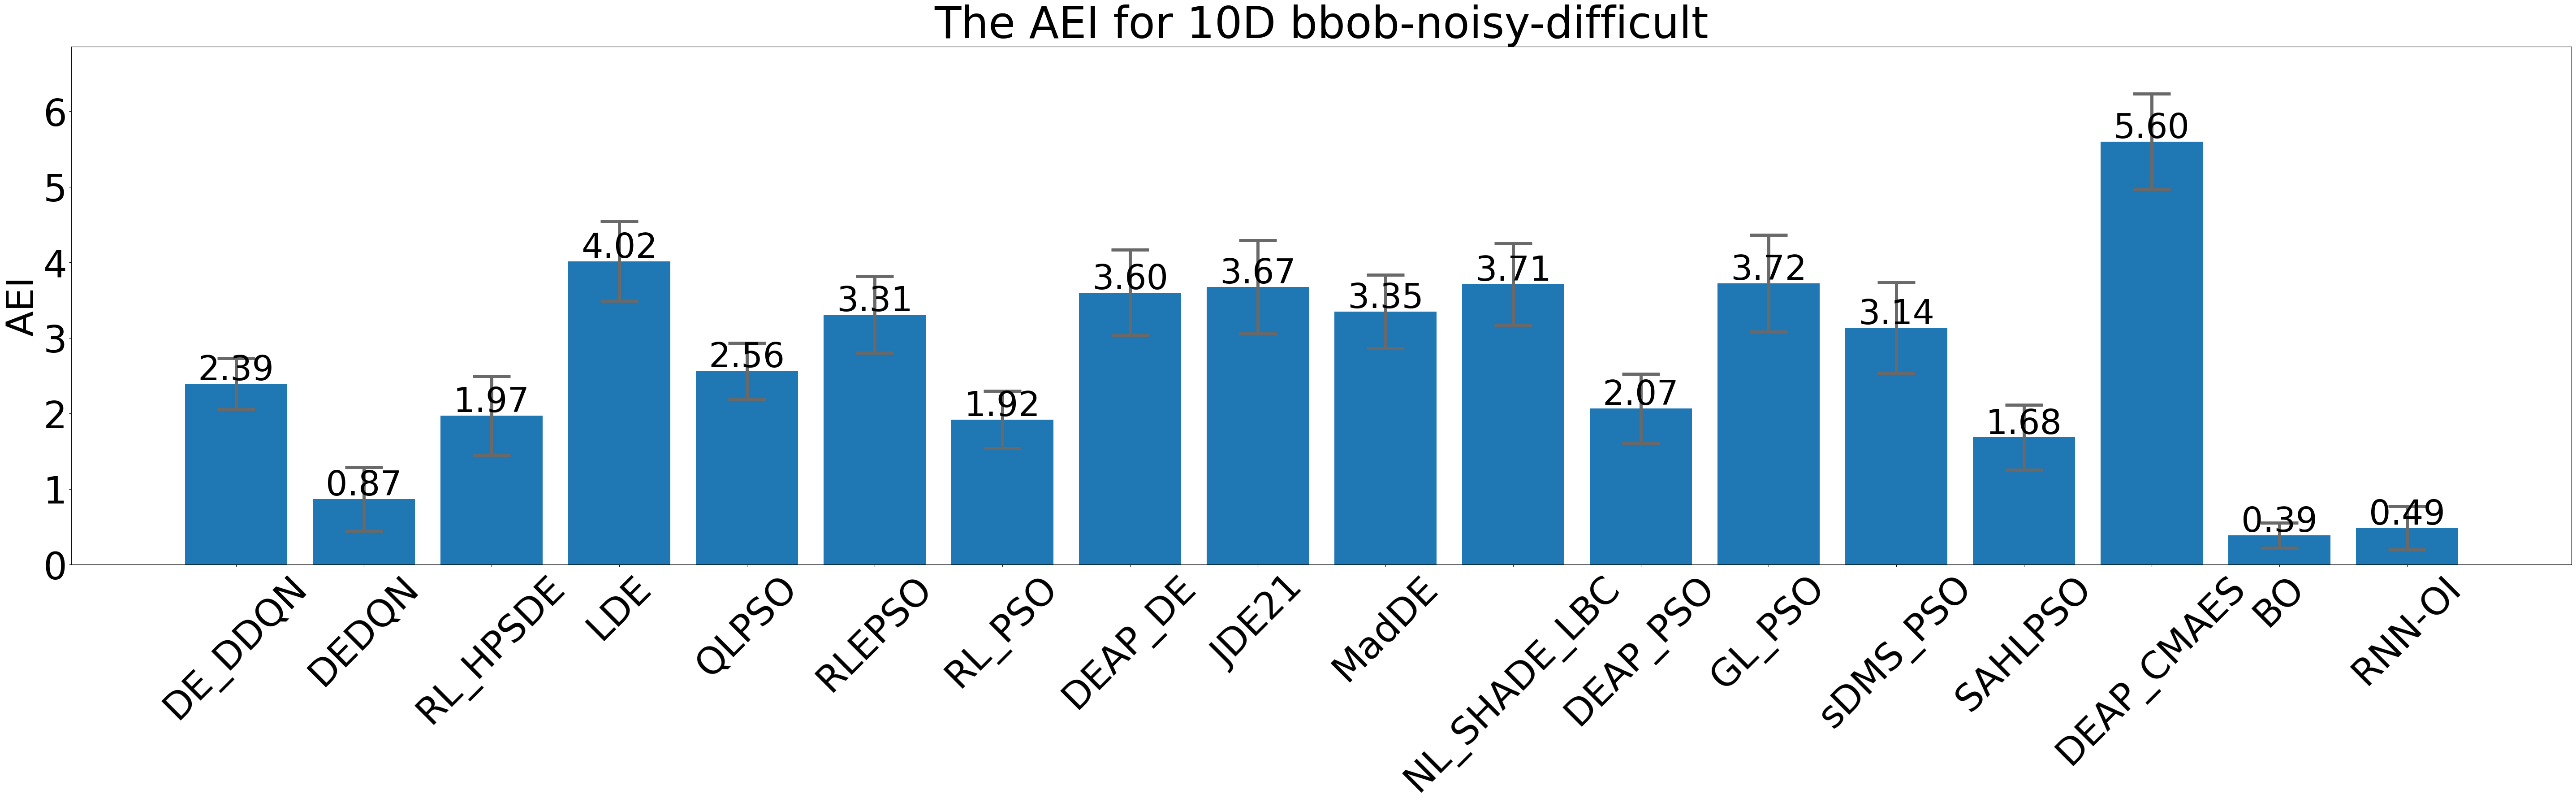 The AEI for 10D bbob-noisy-difficult
AEI
6
5
4
3
2
1
0
2.39
0.87
1.97
4.02
2.56
3.31
1.92
3.60
3.67
3.35
3.71
2.07
3.72
3.14
1.68
5.60
0.39
0.49
DE_DDQN
DEDQN
RL_HPSDE
LDE
QLPSO
RLEPSO
RL_PSO
DEAP_DE
JDE21
MadDE
NL_SHADE_LBC
DEAP_PSO
GL_PSO
sDMS_PSO
SAHLPSO
DEAP_CMAES
BO
RNN-OI